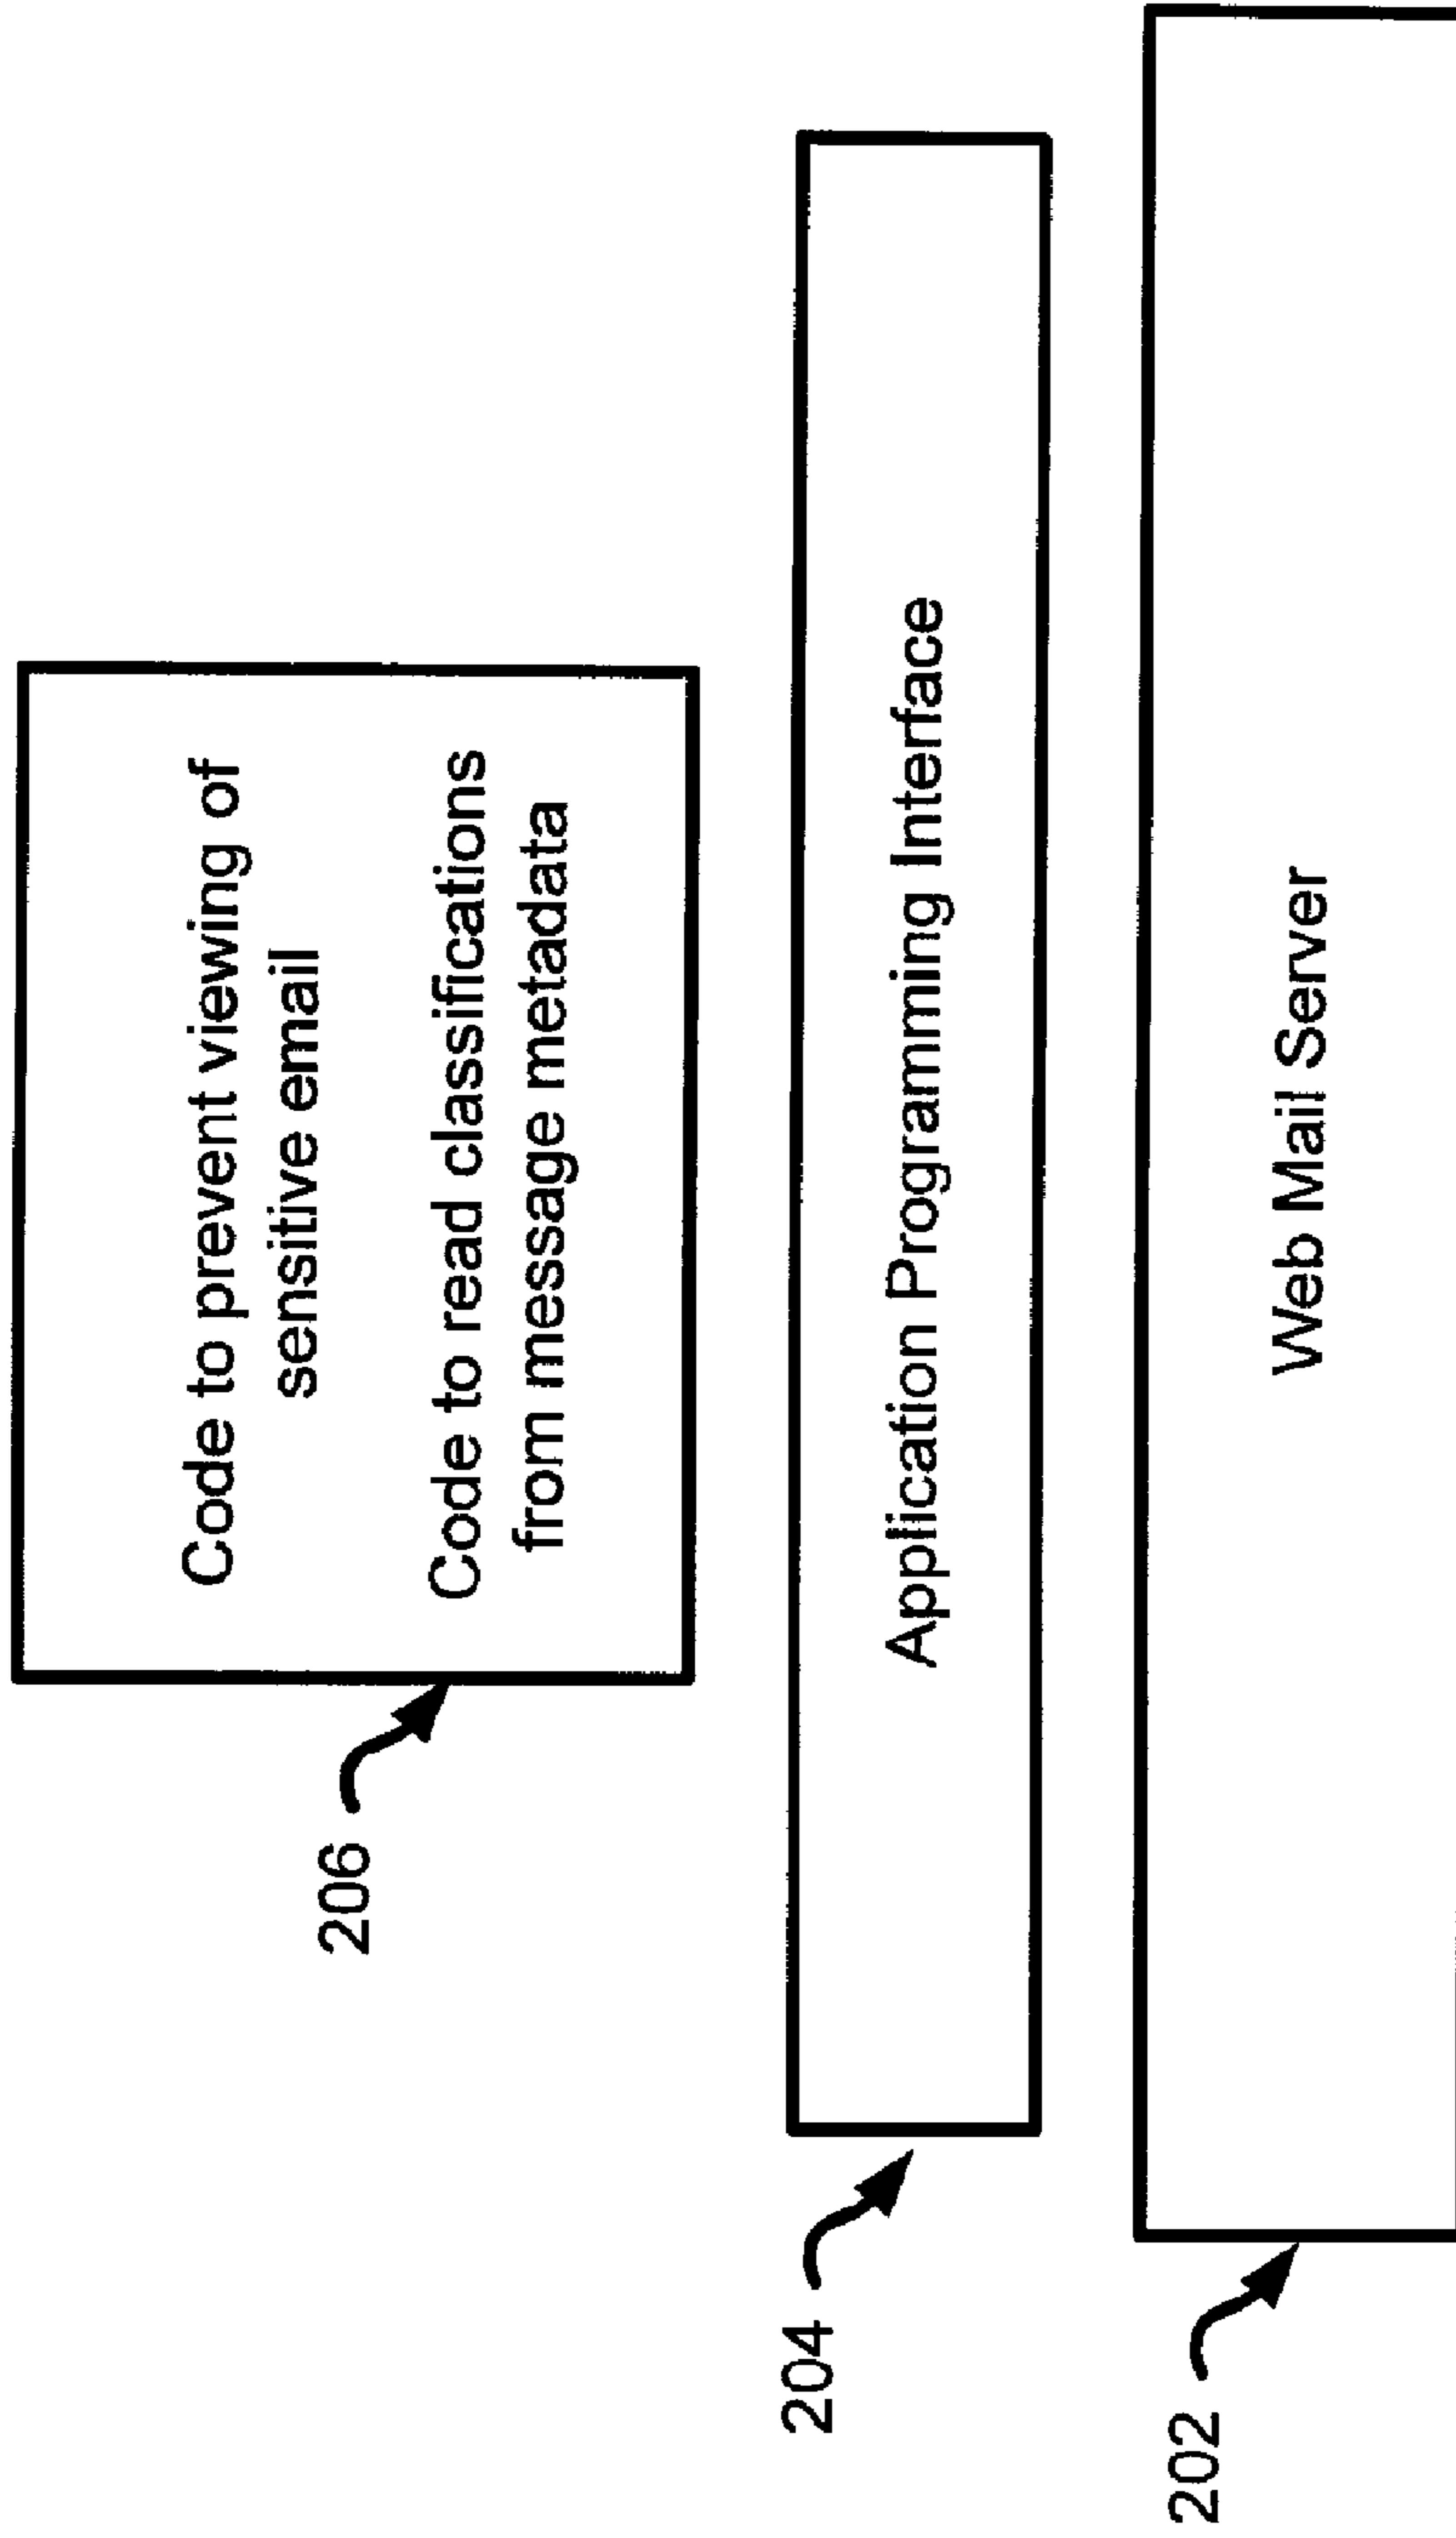 Code to prevent viewing of
sensitive email
Code to read classifications
from message metadata
206
Application Programming Interface
204
Web Mail Server
202